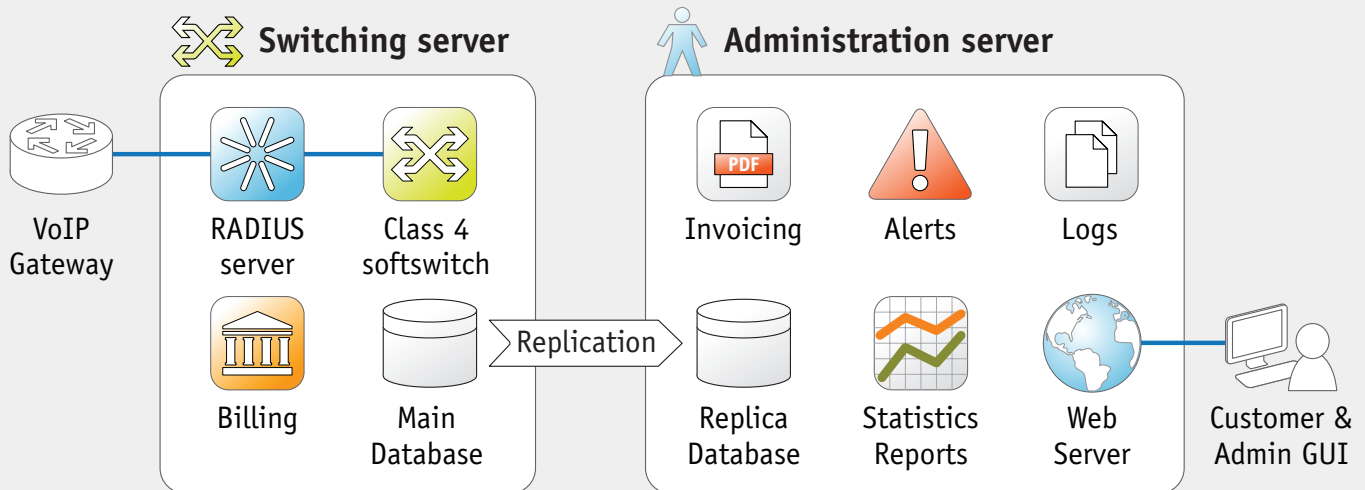 Switching server
Administration server
VoIP
Gateway
RADIUS
server
Class 4
softswitch
PDF
Invoicing
Alerts
Logs
Billing
Main
Database
Replication
Replica
Database
Statistics
Reports
Web
Server
Customer &
Admin GUI